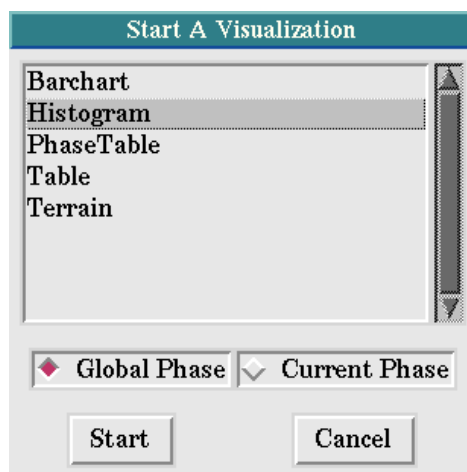 Start A Visualization
Barchart
Histogram
PhaseTable
Table
Terrain
Global Phase Current Phase
Start Cancel